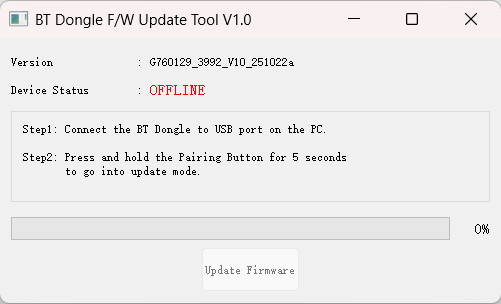 BT Dongle F/W Update Tool V1.0
Version : G760129_3992_V10_251022a
Device Status : OFFLINE
Step1: Connect the BT Dongle to USB port on the PC.
Step2: Press and hold the Pairing Button for 5 seconds
to go into update mode.
0%
Update Firmware